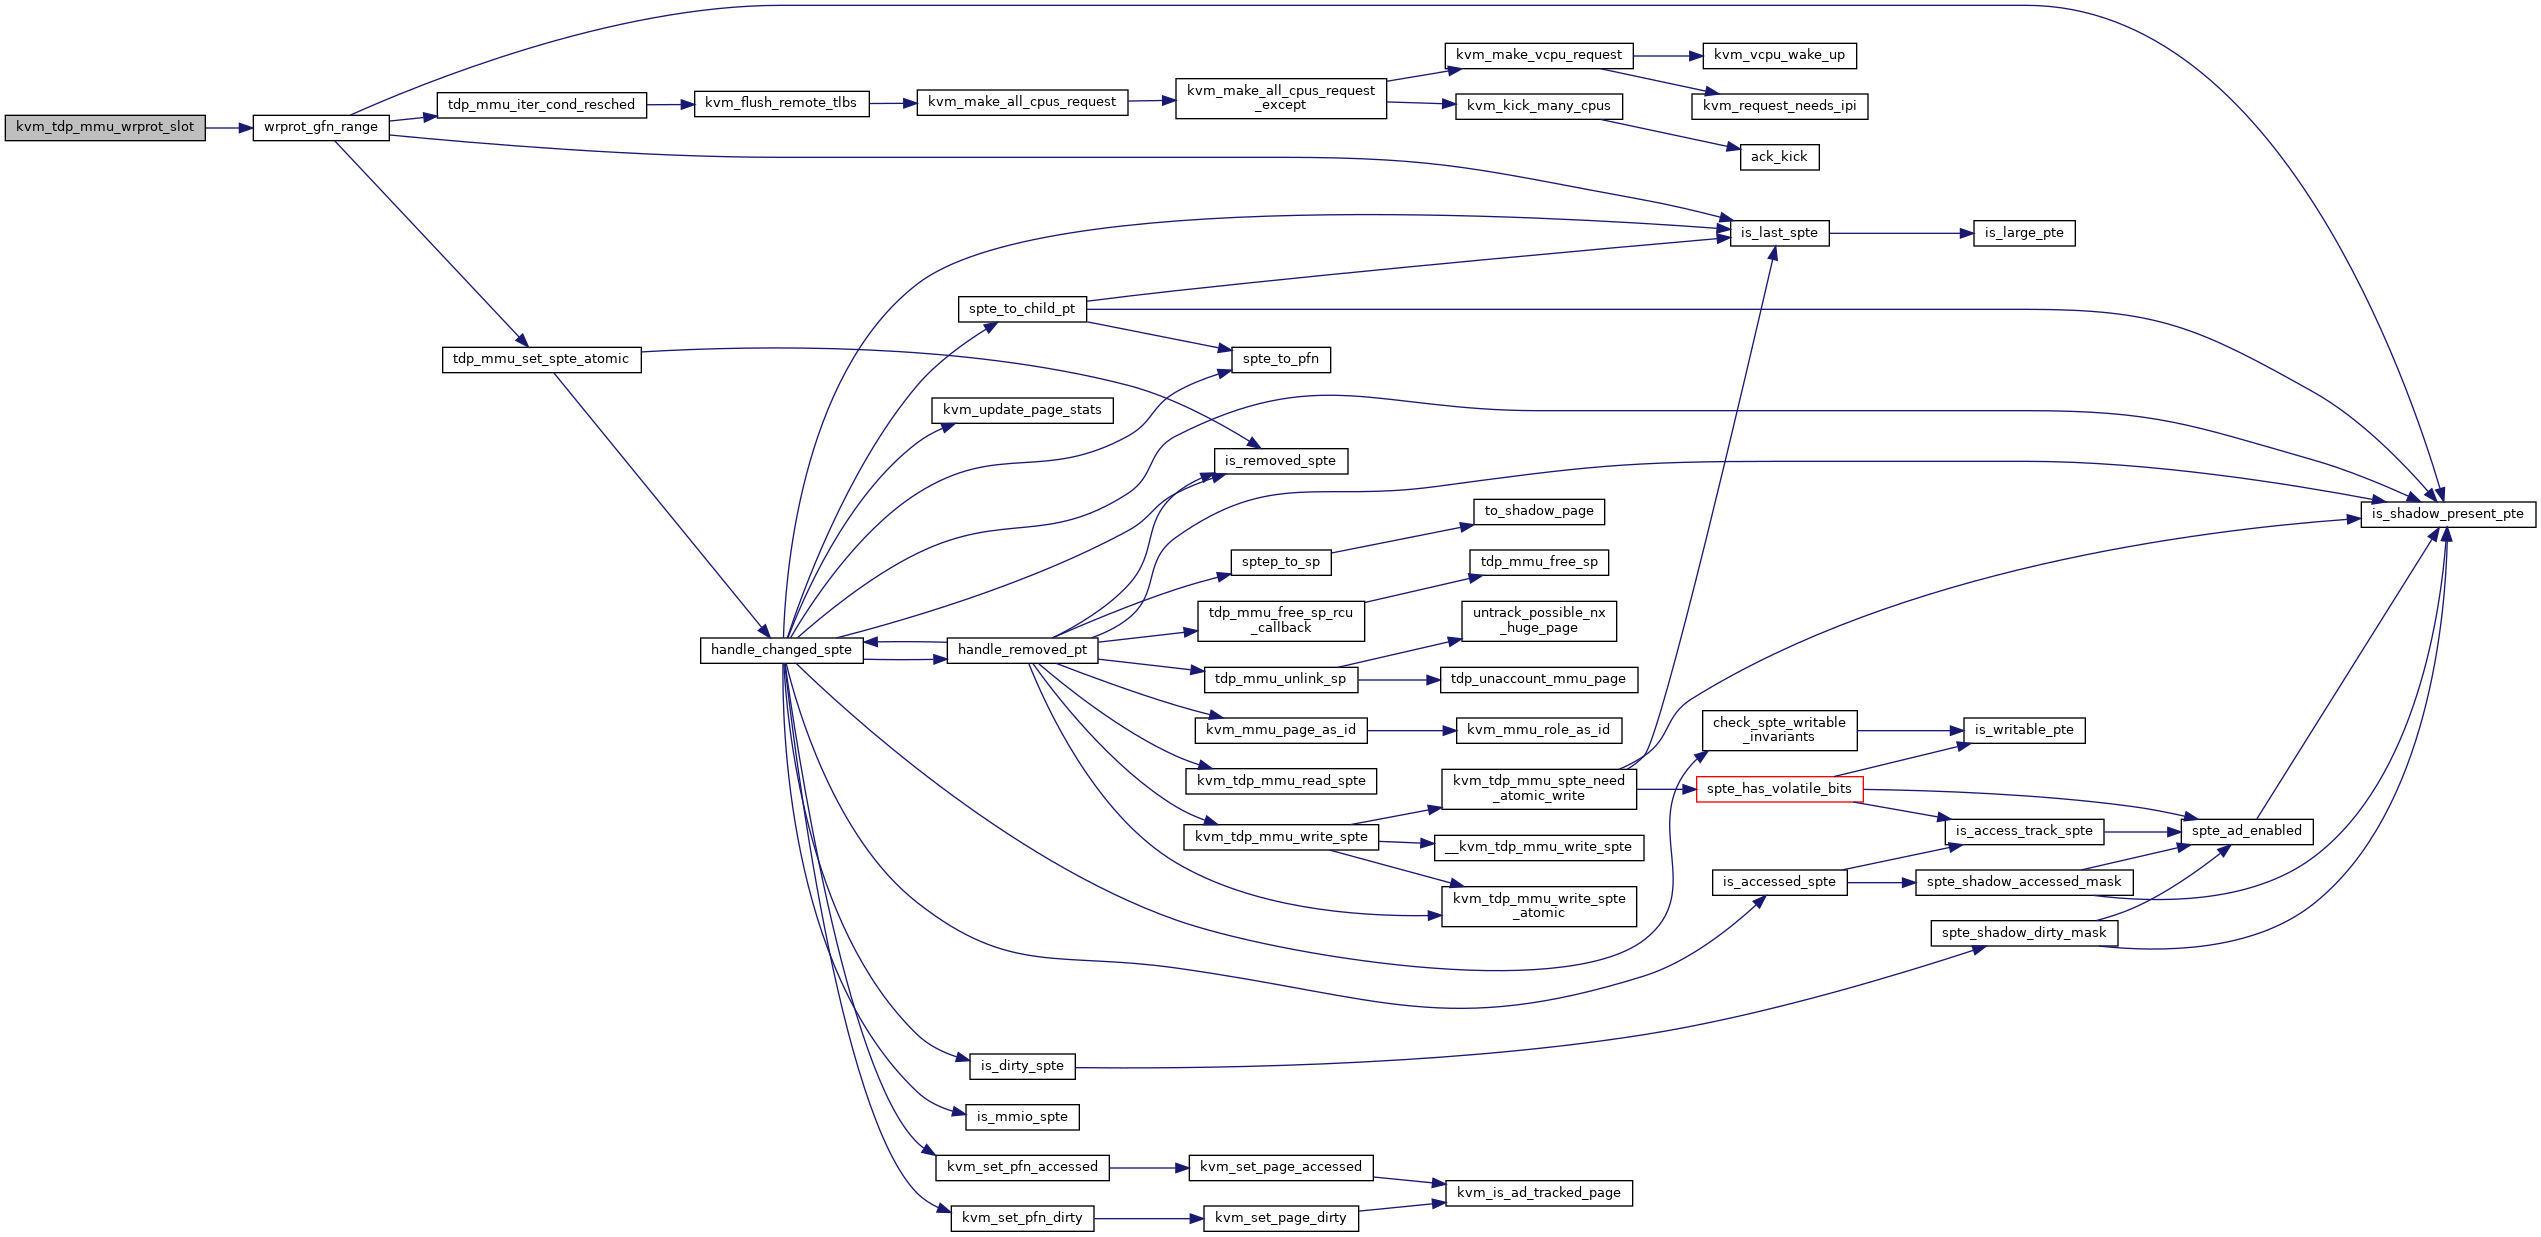 kvm_tdp_mmu_wrprot_slot
wrprot_gfn_range
tdp_mmu_iter_cond_resched
kvm_flush_remote_tlbs
kvm_make_all_cpus_request
kvm_make_all_cpus_request
_except
kvm_make_vcpu_request
kvm_vcpu_wake_up
kvm_kick_many_cpus
kvm_request_needs_ipi
ack_kick
is_last_spte
is_large_pte
spte_to_child_pt
tdp_mmu_set_spte_atomic
spte_to_pfn
kvm_update_page_stats
is_removed_spte
to_shadow_page
is_shadow_present_pte
sptep_to_sp
tdp_mmu_free_sp
tdp_mmu_free_sp_rcu
_callback
untrack_possible_nx
_huge_page
handle_changed_spte
handle_removed_pt
tdp_mmu_unlink_sp
tdp_unaccount_mmu_page
kvm_mmu_page_as_id
kvm_mmu_role_as_id
check_spte_writable
_invariants
is_writable_pte
kvm_tdp_mmu_read_spte
kvm_tdp_mmu_spte_need
_atomic_write
spte_has_volatile_bits
kvm_tdp_mmu_write_spte
__kvm_tdp_mmu_write_spte
is_access_track_spte
spte_ad_enabled
kvm_tdp_mmu_write_spte
_atomic
is_accessed_spte
spte_shadow_accessed_mask
spte_shadow_dirty_mask
is_dirty_spte
is_mmio_spte
kvm_set_pfn_accessed
kvm_set_page_accessed
kvm_is_ad_tracked_page
kvm_set_pfn_dirty
kvm_set_page_dirty